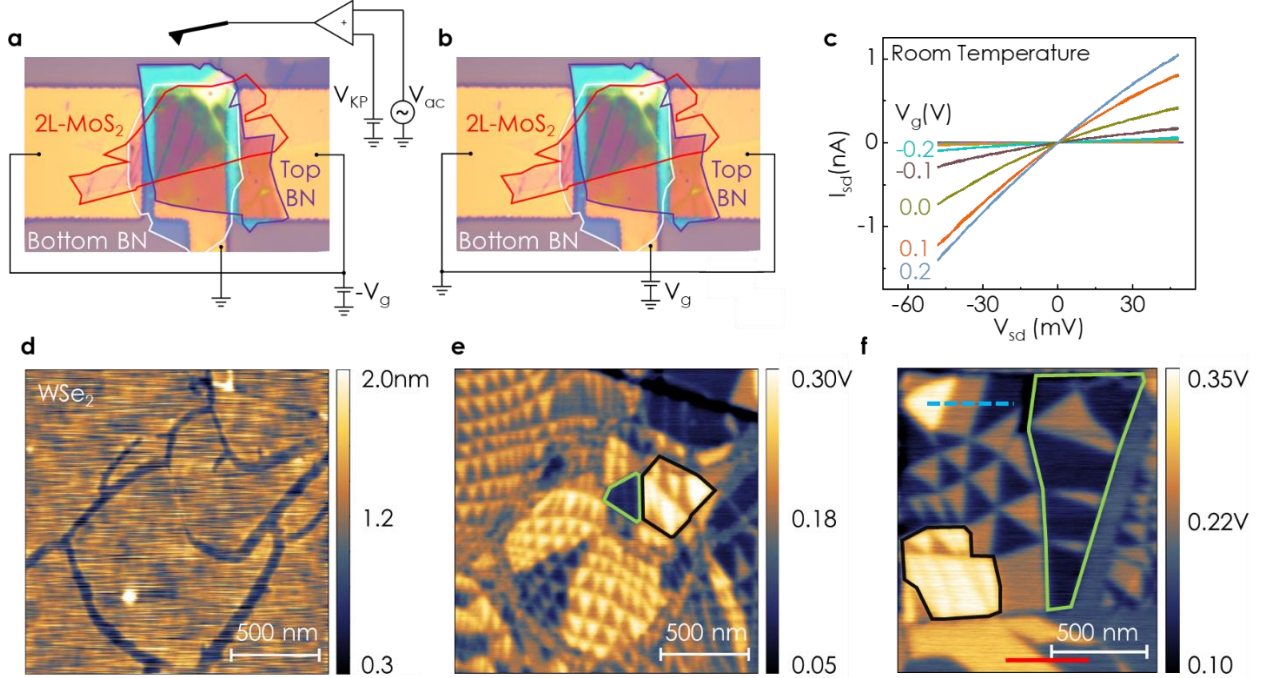 a
b
c
+
V_KP
V_ac
2L-MoS₂
Top
BN
Bottom BN
-V_g
2L-MoS₂
Top
BN
Bottom BN
V_g
Room Temperature
V_g(V)
-0.2
-0.1
0.0
0.1
0.2
I_sd(nA)
1
0
-1
-60
-30
0
30
V_sd (mV)
d
WSe₂
500 nm
2.0nm
1.2
0.3
e
500 nm
0.30V
0.18
0.05
f
500 nm
0.35V
0.22V
0.10